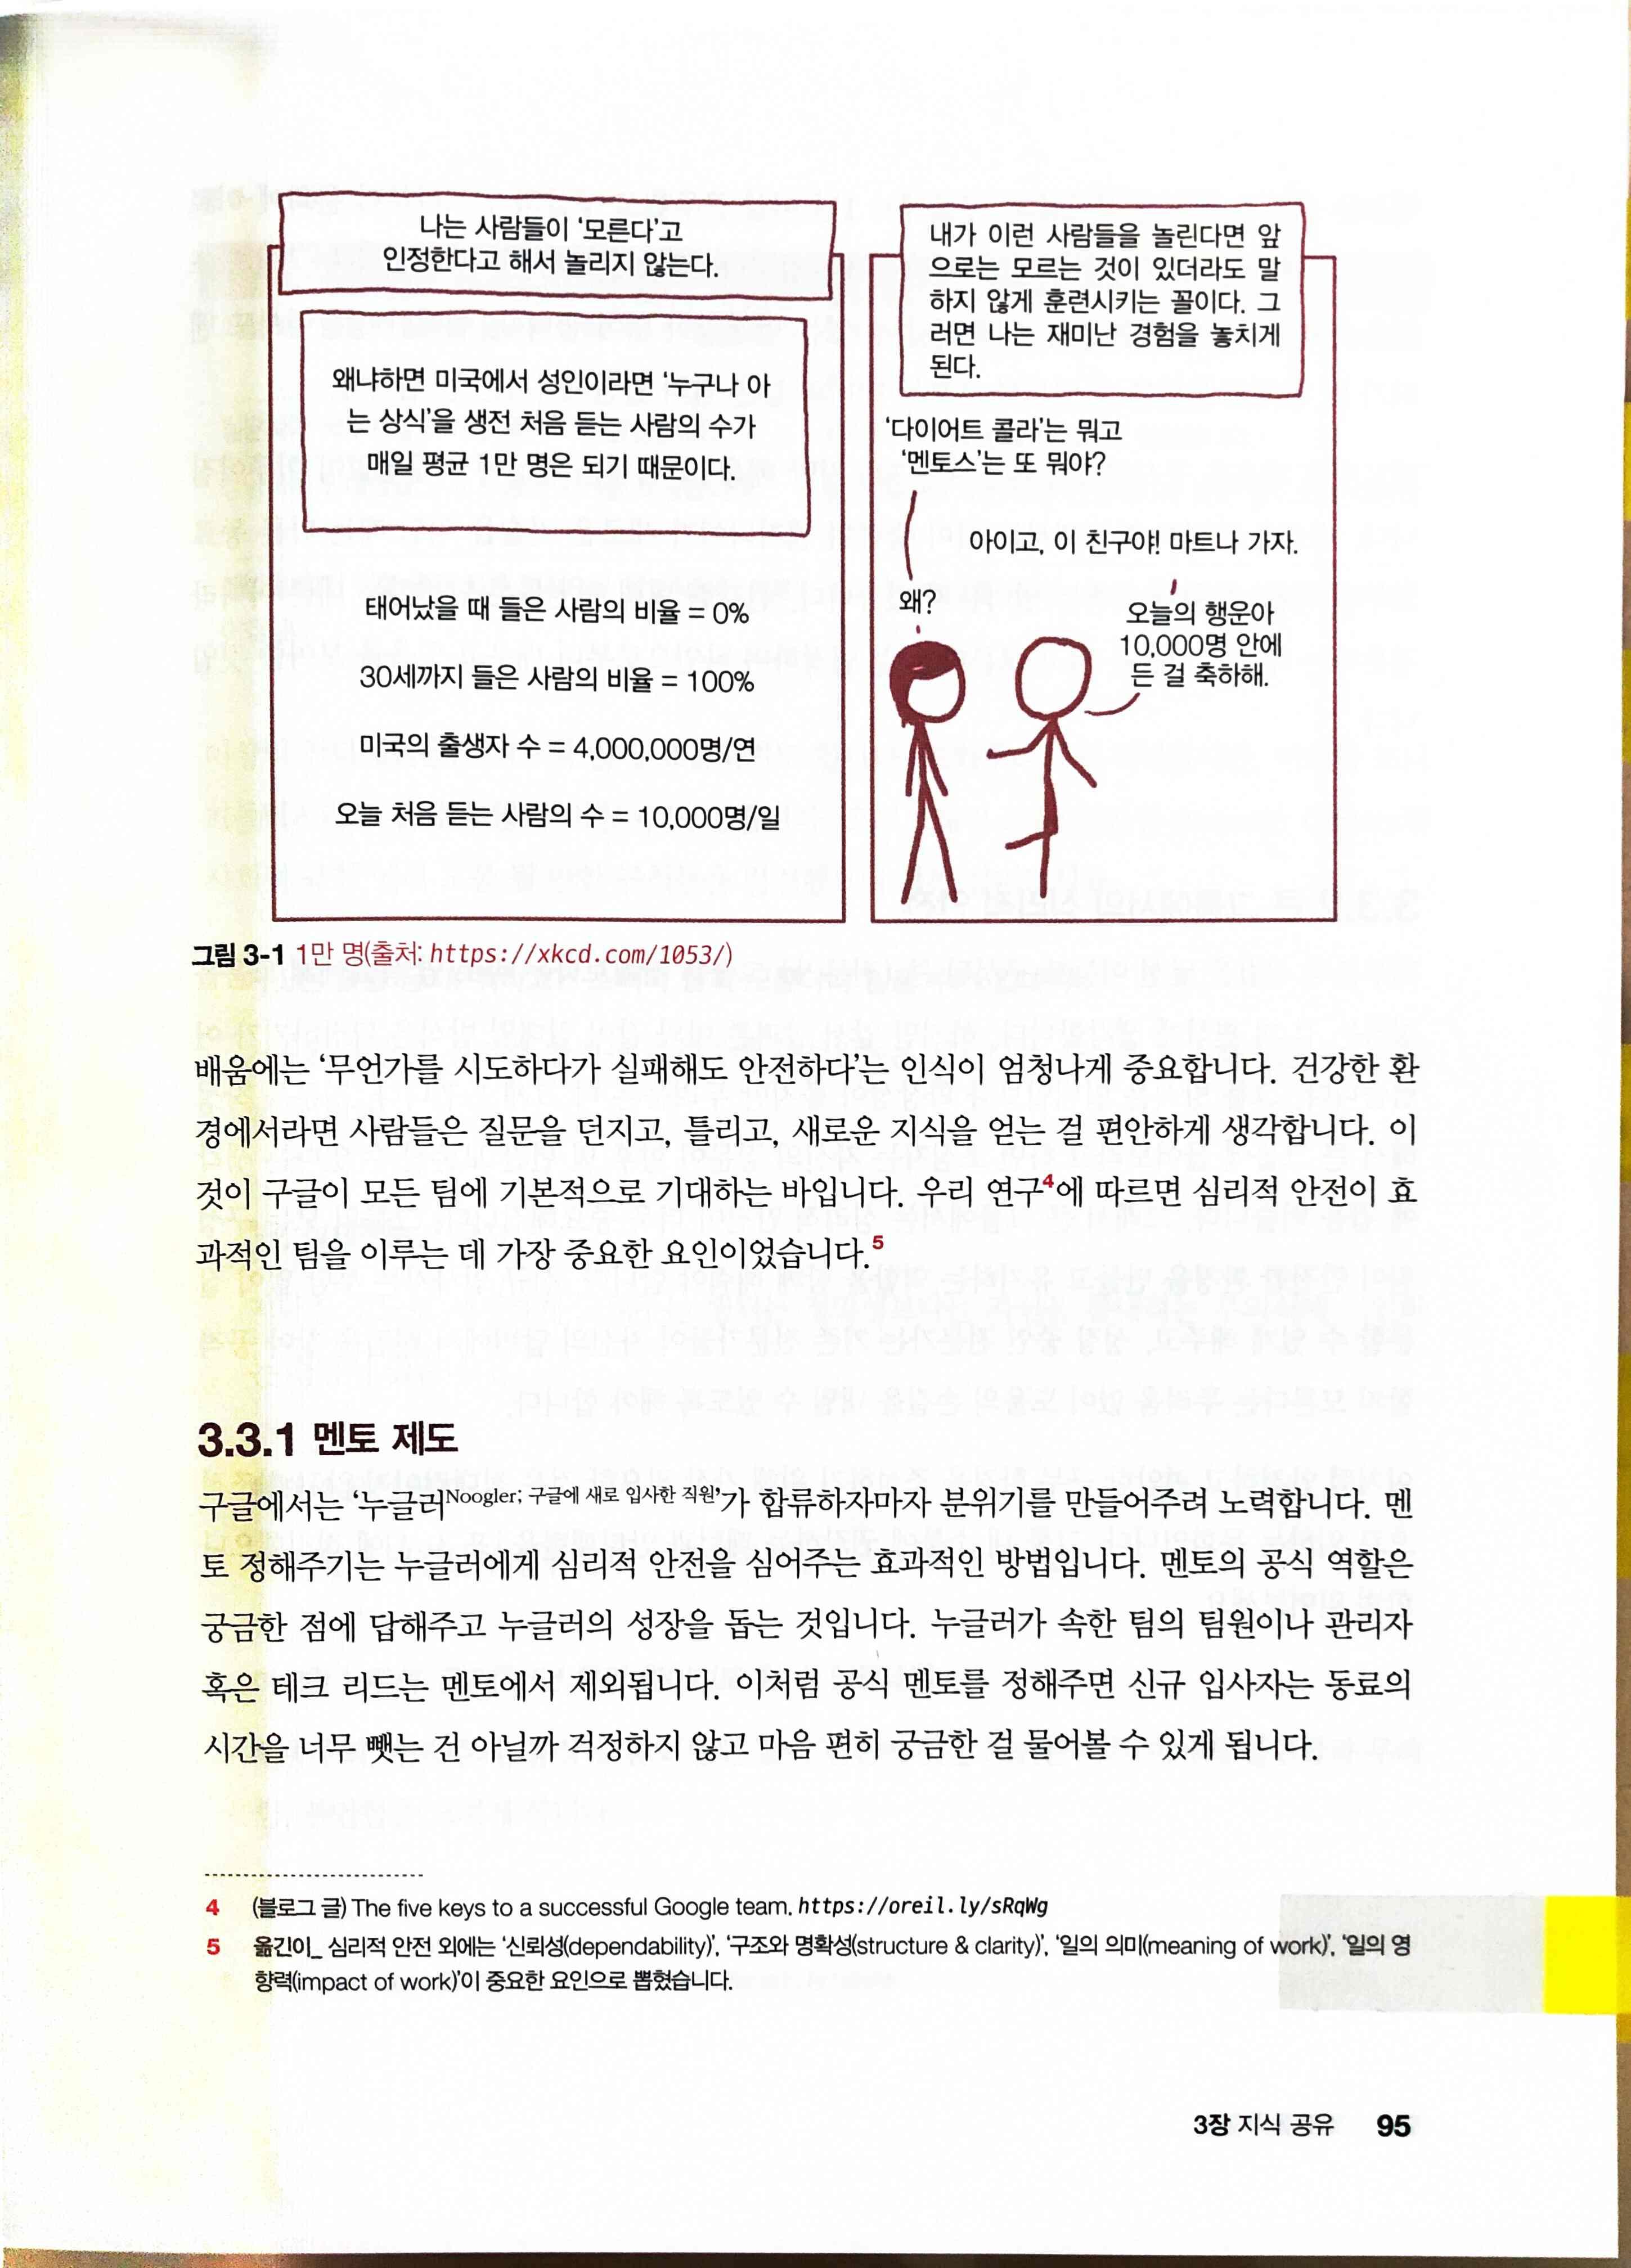 나는 사람들이 ‘모른다’고
인정한다고 해서 놀리지 않는다.
왜냐하면 미국에서 성인이라면 ‘누구나 아
는 상식’을 생전 처음 듣는 사람의 수가
매일 평균 1만 명은 되기 때문이다.
태어났을 때 들은 사람의 비율 = 0%
30세까지 들은 사람의 비율 = 100%
미국의 출생자 수 = 4,000,000명/연
오늘 처음 듣는 사람의 수 = 10,000명/일
내가 이런 사람들을 놀린다면 앞
으로는 모르는 것이 있더라도 말
하지 않게 훈련시키는 꼴이다. 그
러면 나는 재미난 경험을 놓치게
된다.
‘다이어트 콜라’는 뭐고
‘멘토스’는 또 뭐야?
아이고, 이 친구야! 마트나 가자.
왜?
오늘의 행운아
10,000명 안에
든 걸 축하해.
그림 3-1 1만 명(출처: https://xkcd.com/1053/)
배움에는 ‘무언가를 시도하다가 실패해도 안전하다’는 인식이 엄청나게 중요합니다. 건강한 환
경에서라면 사람들은 질문을 던지고, 틀리고, 새로운 지식을 얻는 걸 편안하게 생각합니다. 이
것이 구글이 모든 팀에 기본적으로 기대하는 바입니다. 우리 연구4에 따르면 심리적 안전이 효
과적인 팀을 이루는 데 가장 중요한 요인이었습니다.5
3.3.1 멘토 제도
구글에서는 ‘누글러Noogler; 구글에 새로 입사한 직원’가 합류하자마자 분위기를 만들어주려 노력합니다. 멘
토 정해주기는 누글러에게 심리적 안전을 심어주는 효과적인 방법입니다. 멘토의 공식 역할은
궁금한 점에 답해주고 누글러의 성장을 돕는 것입니다. 누글러가 속한 팀의 팀원이나 관리자
혹은 테크 리드는 멘토에서 제외됩니다. 이처럼 공식 멘토를 정해주면 신규 입사자는 동료의
시간을 너무 뺏는 건 아닐까 걱정하지 않고 마음 편히 궁금한 걸 물어볼 수 있게 됩니다.
4 (블로그 글) The five keys to a successful Google team. https://oreil.ly/sRqWg
5 옮긴이_ 심리적 안전 외에는 ‘신뢰성(dependability)’, ‘구조와 명확성(structure & clarity)’, ‘일의 의미(meaning of work)’, ‘일의 영
향력(impact of work)’이 중요한 요인으로 뽑혔습니다.
3장 지식 공유 95